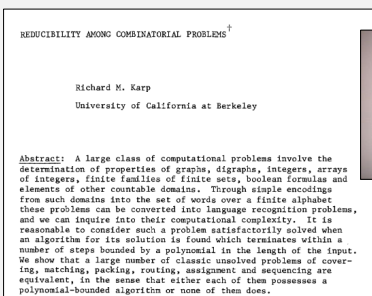 REDUCIBILITY AMONG COMBINATORIAL PROBLEMS†
Richard M. Karp
University of California at Berkeley
Abstract: A large class of computational problems involve the
determination of properties of graphs, digraphs, integers, arrays
of integers, finite families of finite sets, boolean formulas and
elements of other countable domains. Through simple encodings
from such domains into the set of words over a finite alphabet
these problems can be converted into language recognition problems,
and we can inquire into their computational complexity. It is
reasonable to consider such a problem satisfactorily solved when
an algorithm for its solution is found which terminates within a
number of steps bounded by a polynomial in the length of the input.
We show that a large number of classic unsolved problems of cover-
ing, matching, packing, routing, assignment and sequencing are
equivalent, in the sense that either each of them possesses a
polynomial-bounded algorithm or none of them does.